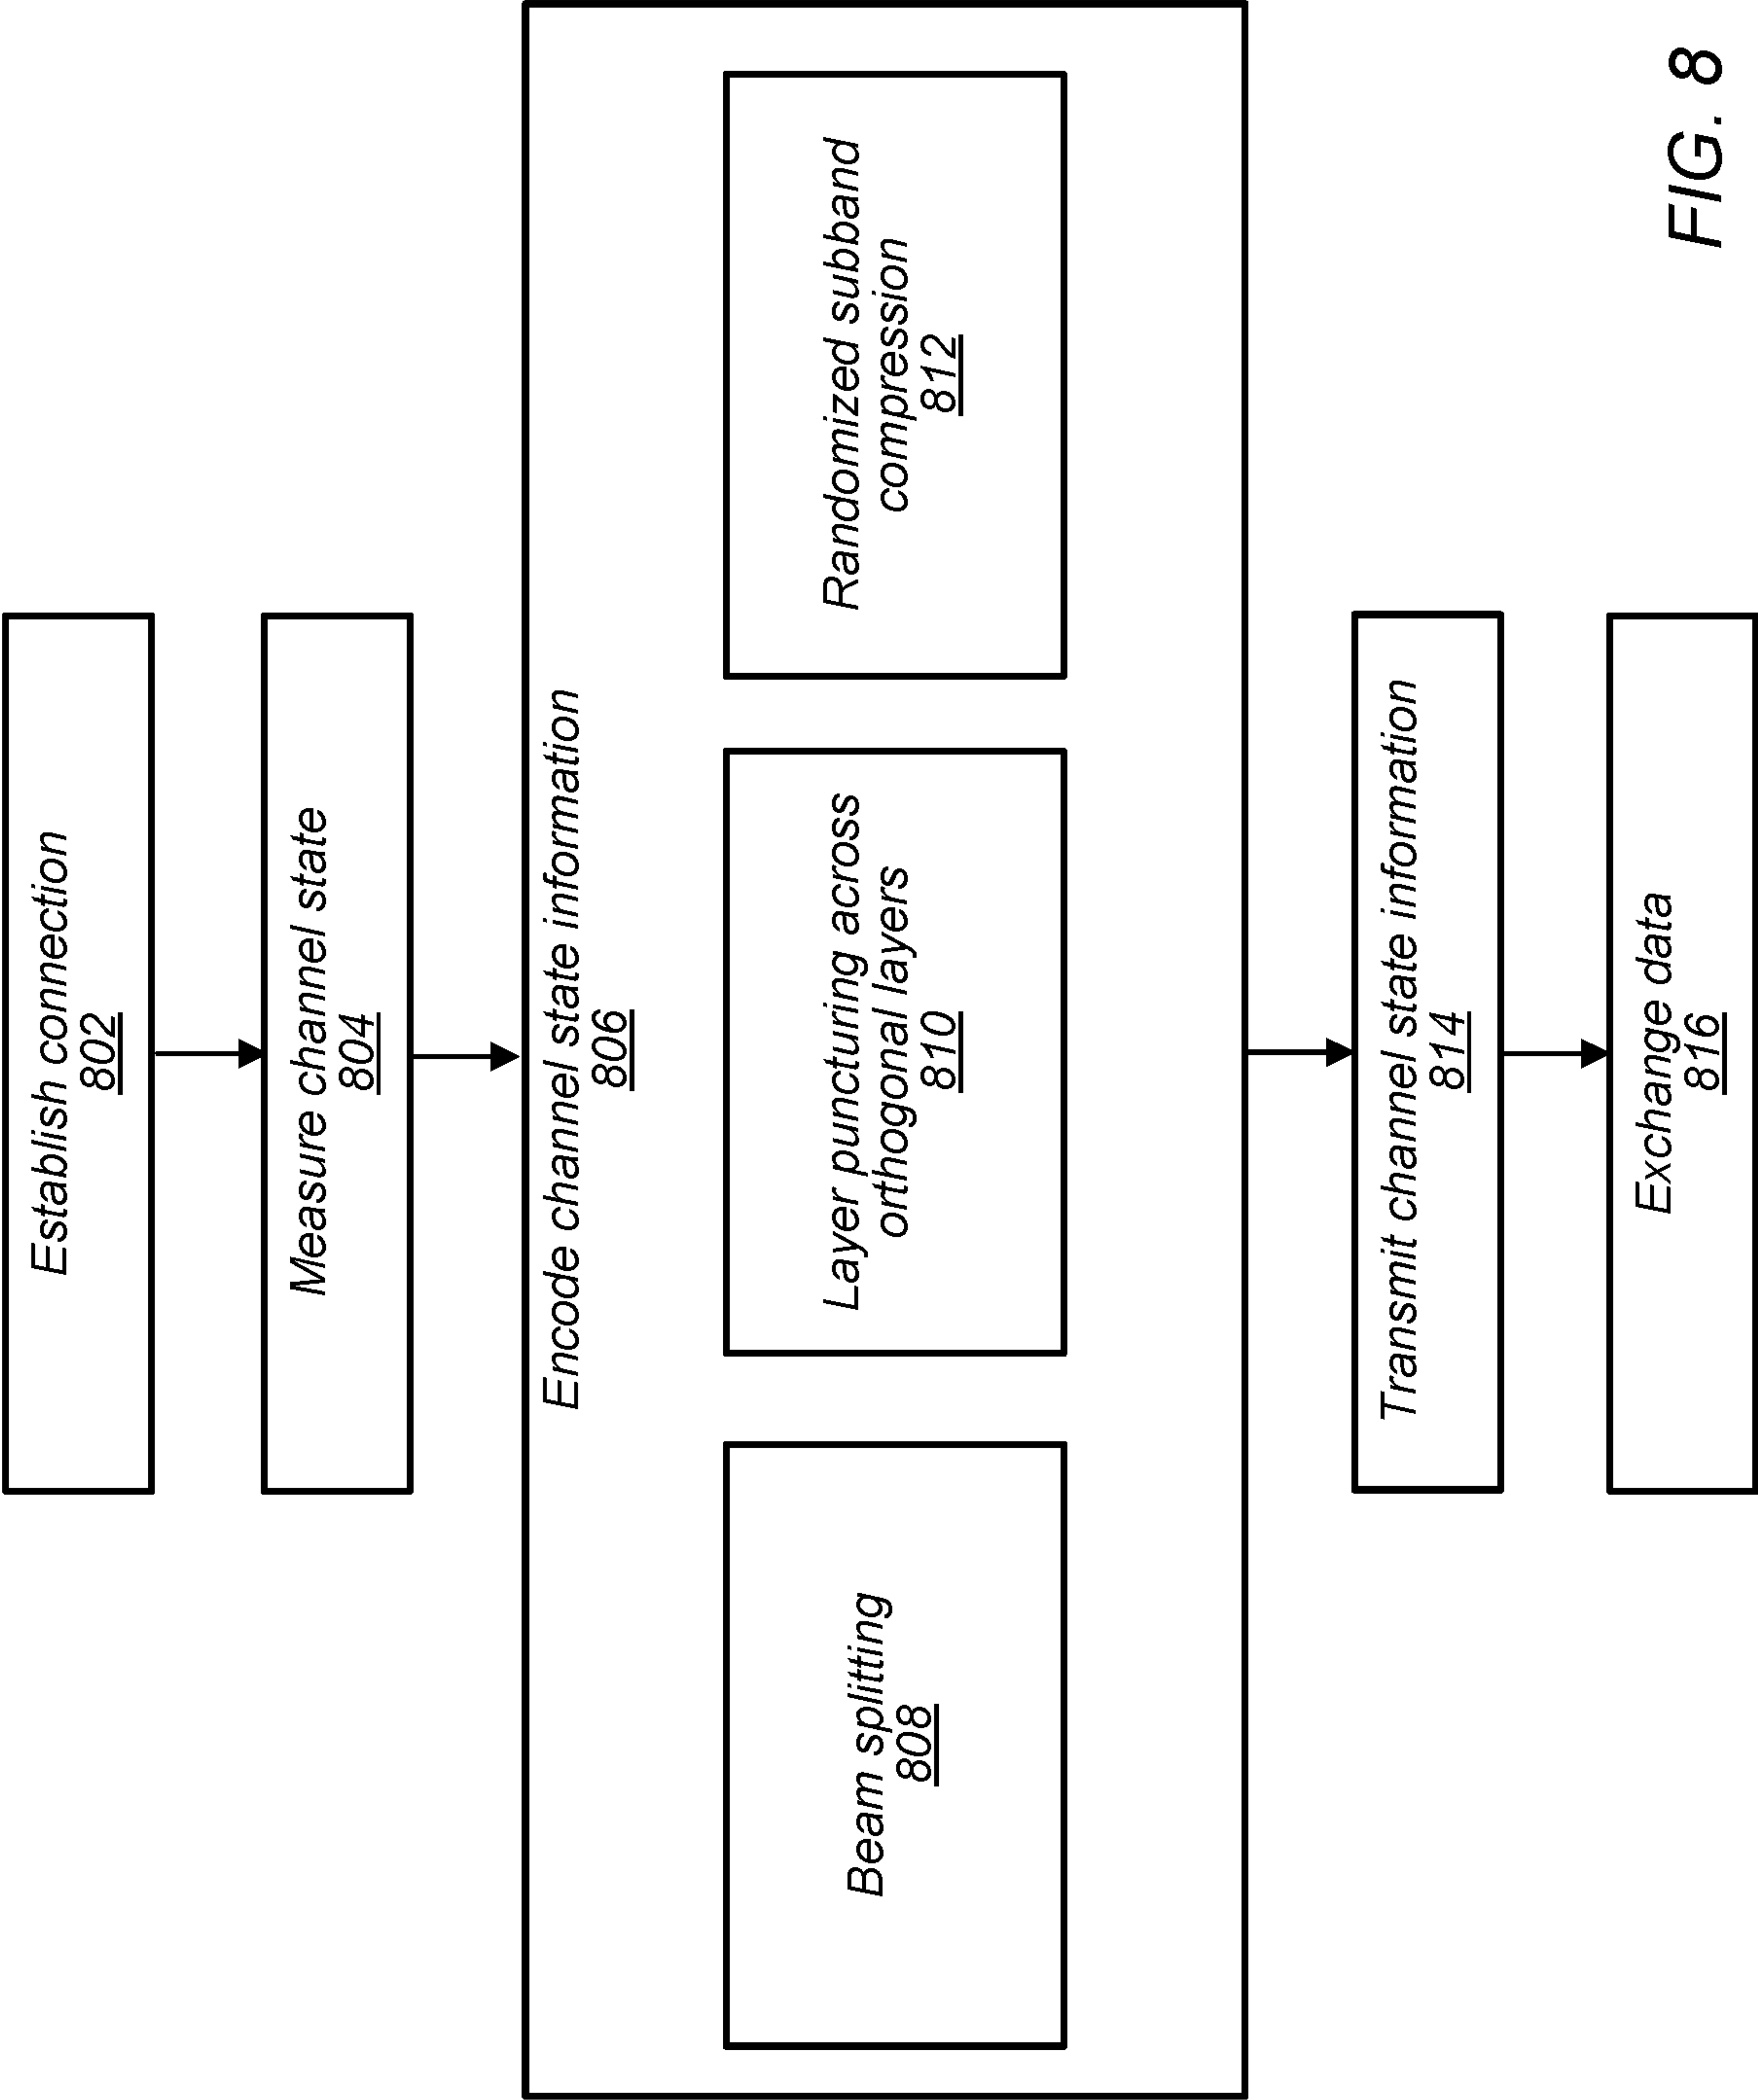 Establish connection
802
Measure channel state
804
Encode channel state information
806
Beam splitting
808
Layer puncturing across
orthogonal layers
810
Randomized subband
compression
812
Transmit channel state information
814
Exchange data
816
FIG. 8